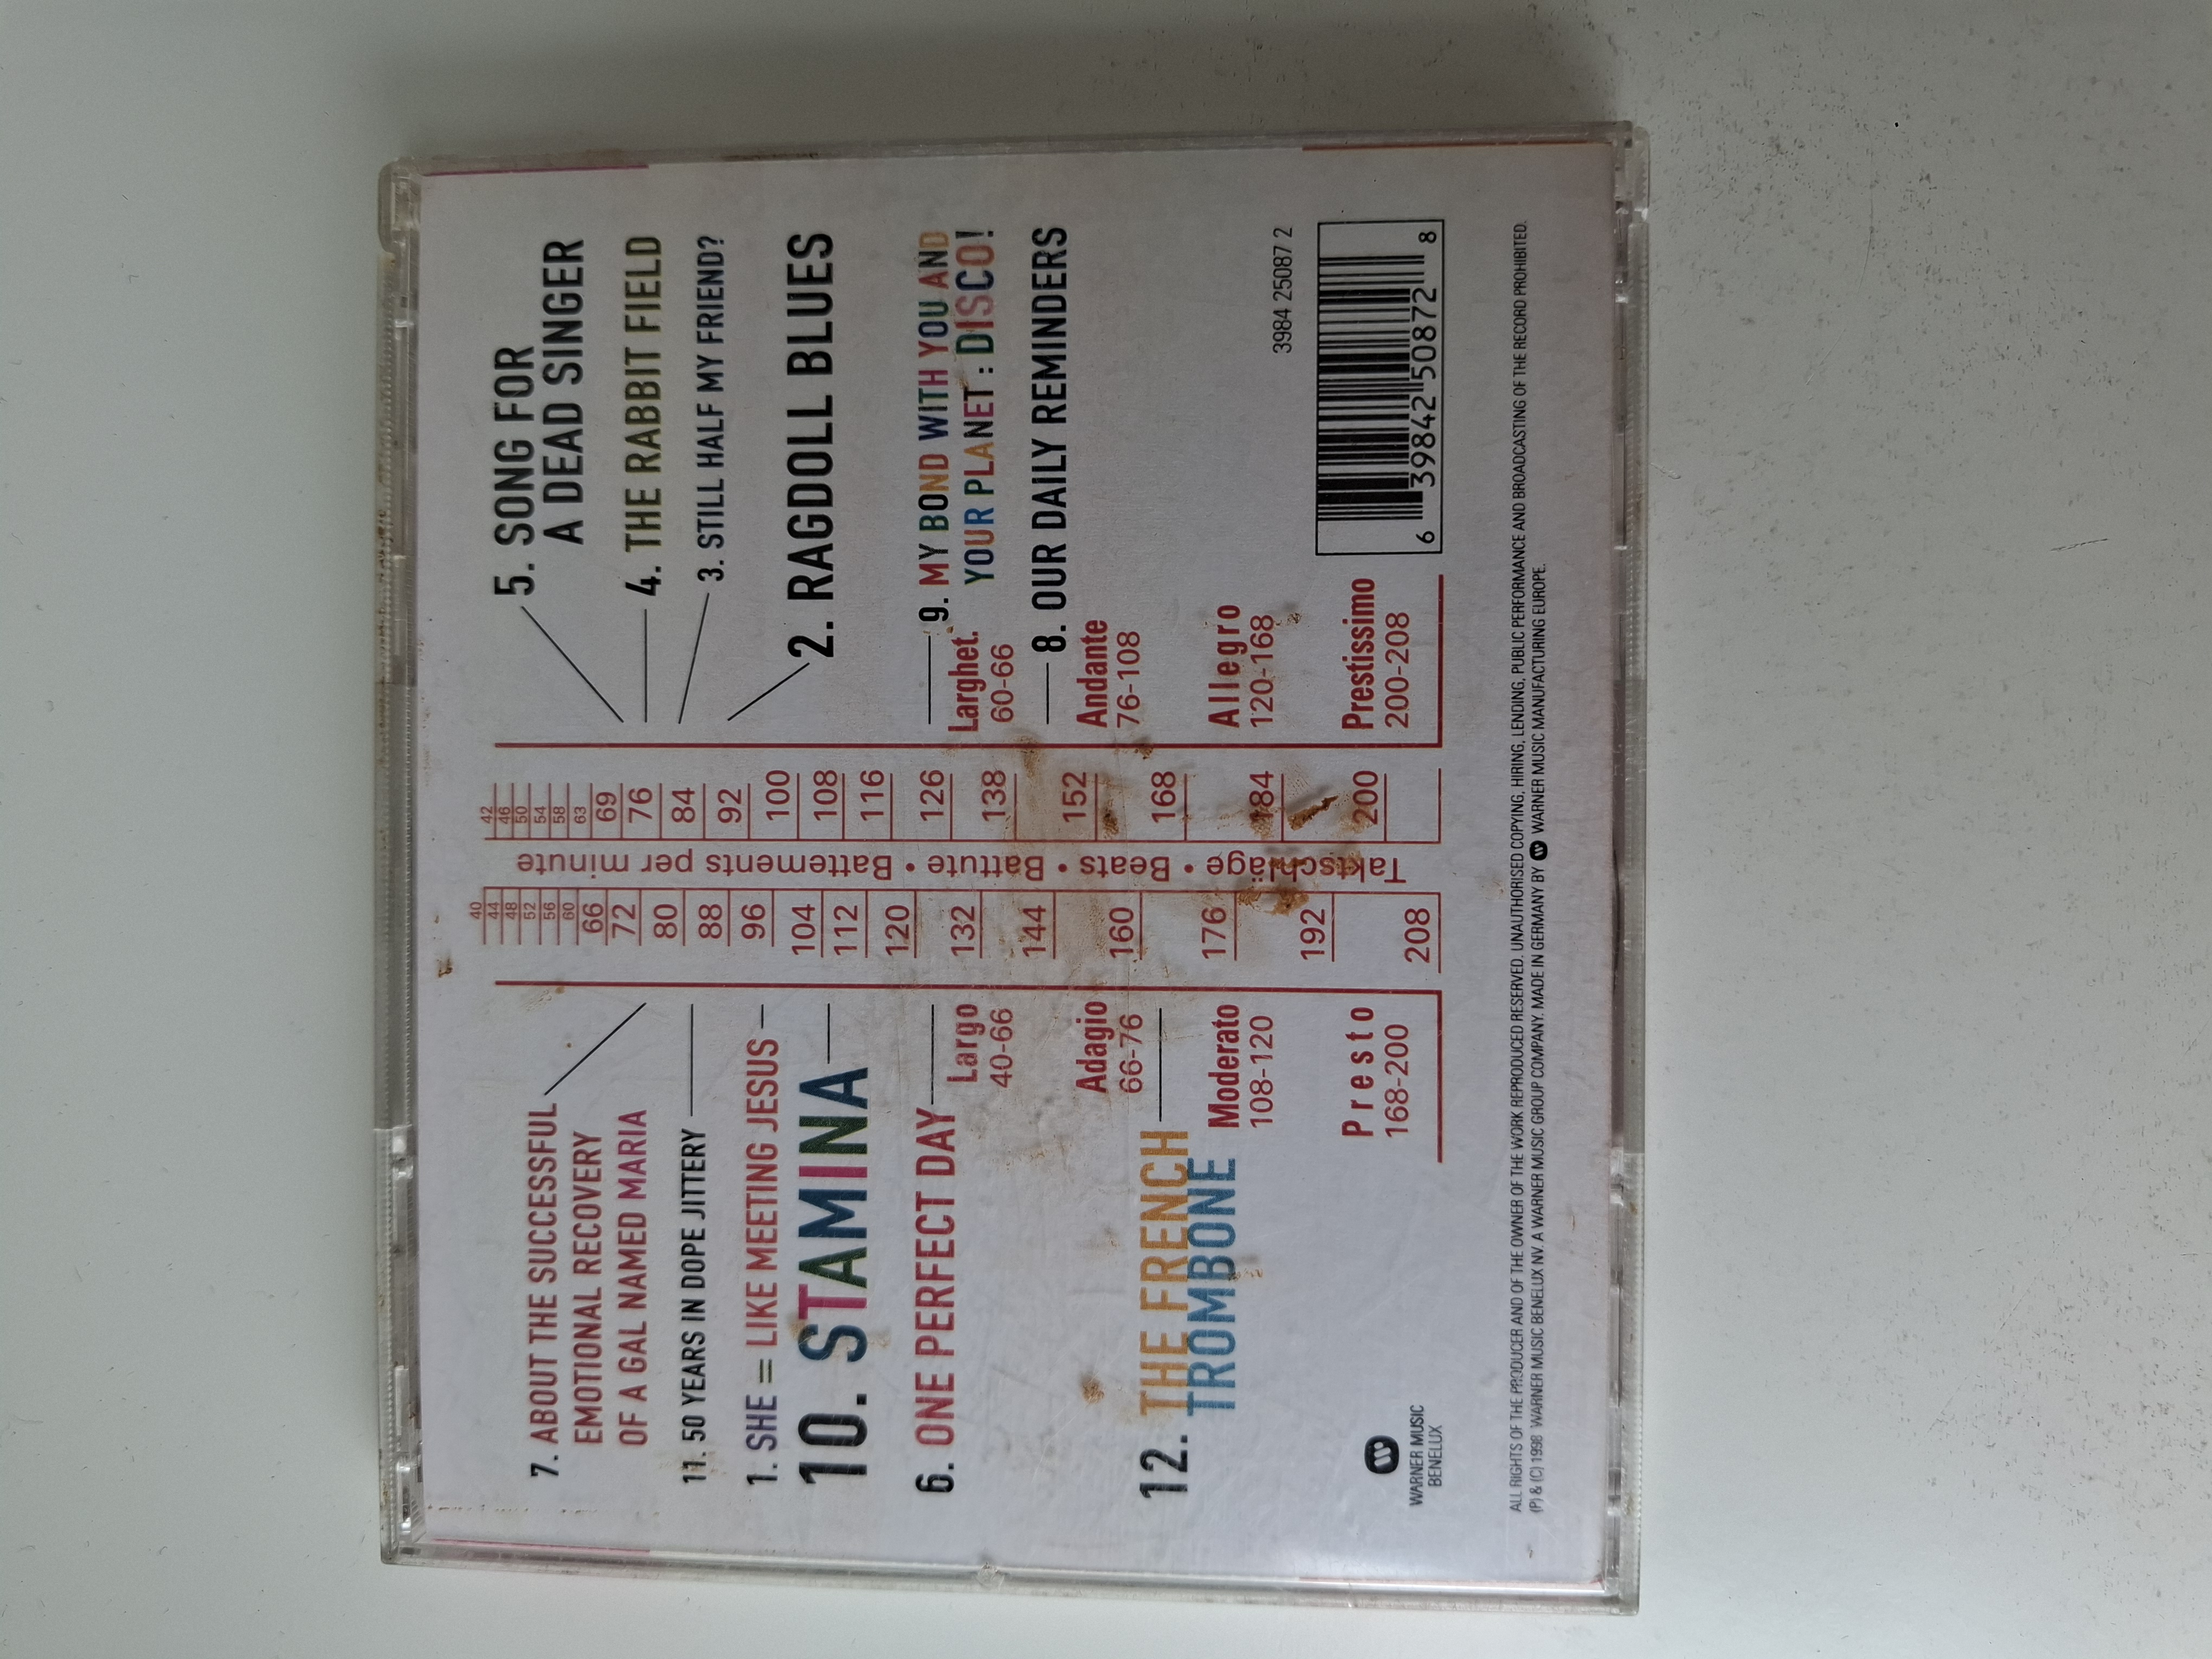 7. ABOUT THE SUCCESSFUL
EMOTIONAL RECOVERY
OF A GAL NAMED MARIA
11. 50 YEARS IN DOPE JITTERY
1. SHE = LIKE MEETING JESUS
10. STAMINA
6. ONE PERFECT DAY
Largo
40-66
Adagio
66-76
12. THE FRENCH
TROMBONE
Moderato
108-120
Presto
168-200
WARNER MUSIC
BENELUX
40
44
48
52
56
60
66
72
80
88
96
104
112
120
132
144
160
176
192
208
Taktschläge • Beats • Battute • Battements per minute
42
46
50
54
58
63
69
76
84
92
100
108
116
126
138
152
168
184
200
5. SONG FOR
A DEAD SINGER
4. THE RABBIT FIELD
3. STILL HALF MY FRIEND?
2. RAGDOLL BLUES
9. MY BOND WITH YOU AND
YOUR PLANET : DISCO!
Larghet.
60-66
8. OUR DAILY REMINDERS
Andante
76-108
Allegro
120-168
Prestissimo
200-208
3984 25087 2
6 39842 50872 8
ALL RIGHTS OF THE PRODUCER AND OF THE OWNER OF THE WORK REPRODUCED RESERVED. UNAUTHORISED COPYING, HIRING, LENDING, PUBLIC PERFORMANCE AND BROADCASTING OF THE RECORD PROHIBITED.
(P) & (C) 1998 WARNER MUSIC BENELUX NV. A WARNER MUSIC GROUP COMPANY. MADE IN GERMANY BY WARNER MUSIC MANUFACTURING EUROPE.